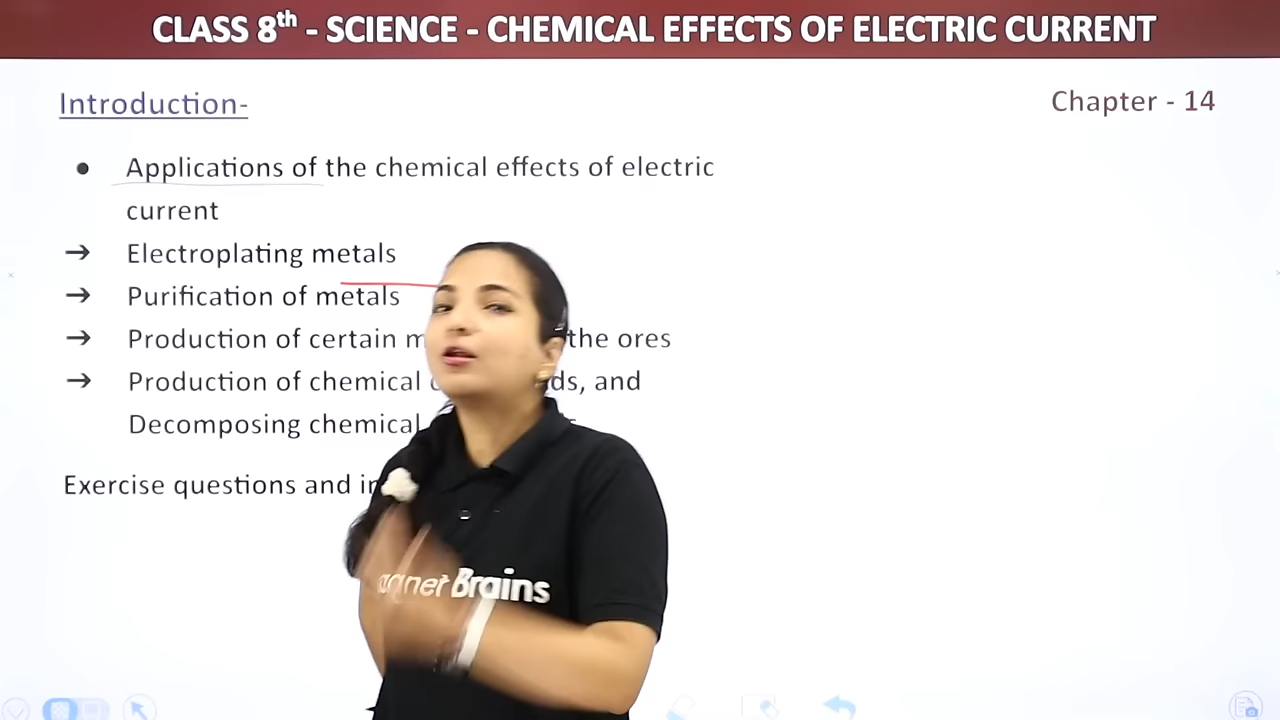 CLASS 8th - SCIENCE - CHEMICAL EFFECTS OF ELECTRIC CURRENT
Introduction-
Chapter - 14
● Applications of the chemical effects of electric
current
→ Electroplating metals
→ Purification of metals
→ Production of certain the ores
→ Production of chemical and
Decomposing chemical
Exercise questions and
Brains